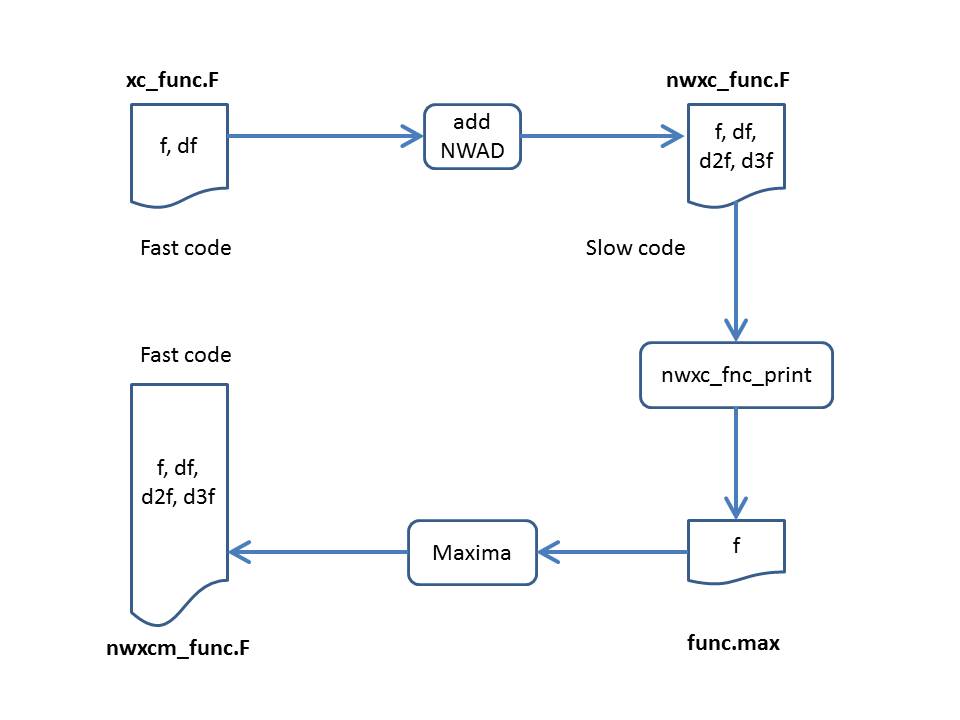 xc_func.F
nwxc_func.F
f, df
add
NWAD
f, df,
d2f, d3f
Fast code
Slow code
Fast code
nwxc_fnc_print
f, df,
d2f, d3f
Maxima
f
nwxcm_func.F
func.max